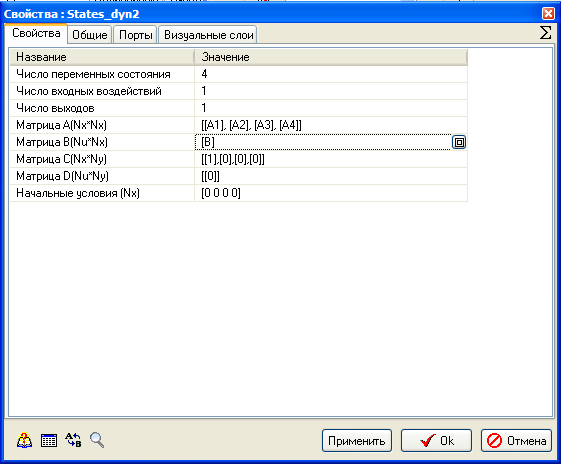 Свойства : States_dyn2
Свойства Общие Порты Визуальные слои Σ
Название Значение
Число переменных состояния 4
Число входных воздействий 1
Число выходов 1
Матрица A(Nx*Nx) [[A1], [A2], [A3], [A4]]
Матрица B(Nu*Nx) [B]
Матрица C(Nx*Ny) [[1],[0],[0],[0]]
Матрица D(Nu*Ny) [[0]]
Начальные условия (Nx) [0 0 0 0]
Применить Ok Отмена